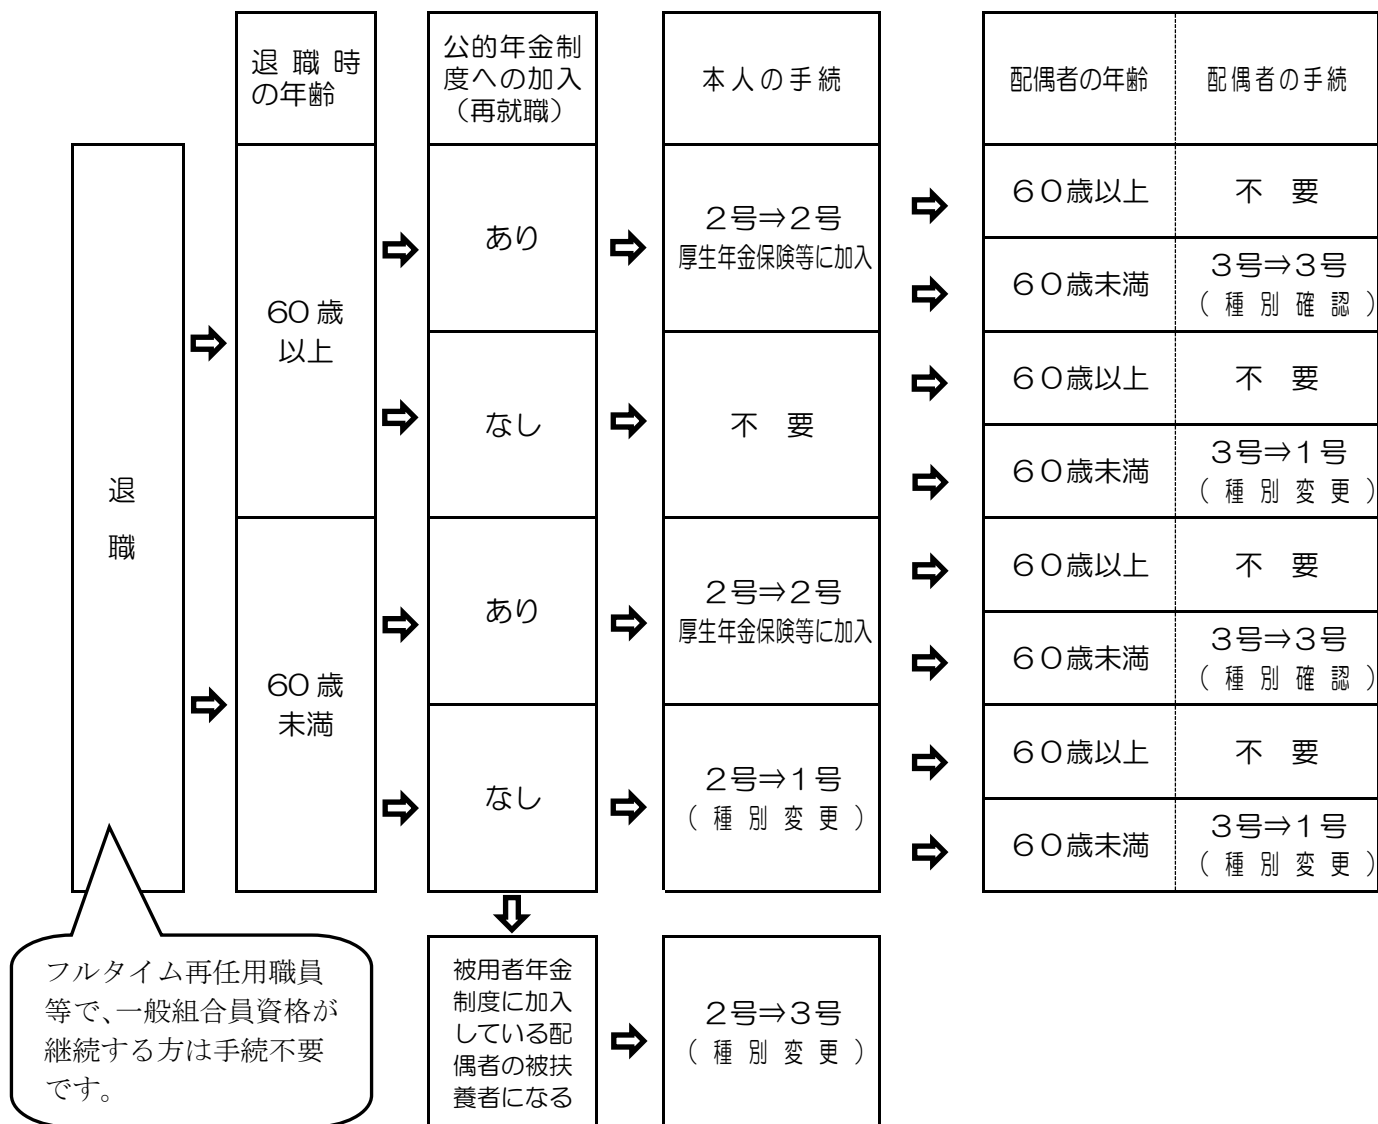 退職時
の年齢
公的年金制
度への加入
（再就職）
本人の手続
配偶者の年齢
配偶者の手続
退
職
60歳
以上
あり
２号⇒２号
厚生年金保険等に加入
６０歳以上
不　要
６０歳未満
３号⇒３号
（種別確認）
なし
不　要
６０歳以上
不　要
６０歳未満
３号⇒１号
（種別変更）
60歳
未満
あり
２号⇒２号
厚生年金保険等に加入
６０歳以上
不　要
６０歳未満
３号⇒３号
（種別確認）
なし
２号⇒１号
（種別変更）
６０歳以上
不　要
６０歳未満
３号⇒１号
（種別変更）
被用者年金
制度に加入
している配
偶者の被扶
養者になる
２号⇒３号
（種別変更）
フルタイム再任用職員
等で、一般組合員資格が
継続する方は手続不要
です。